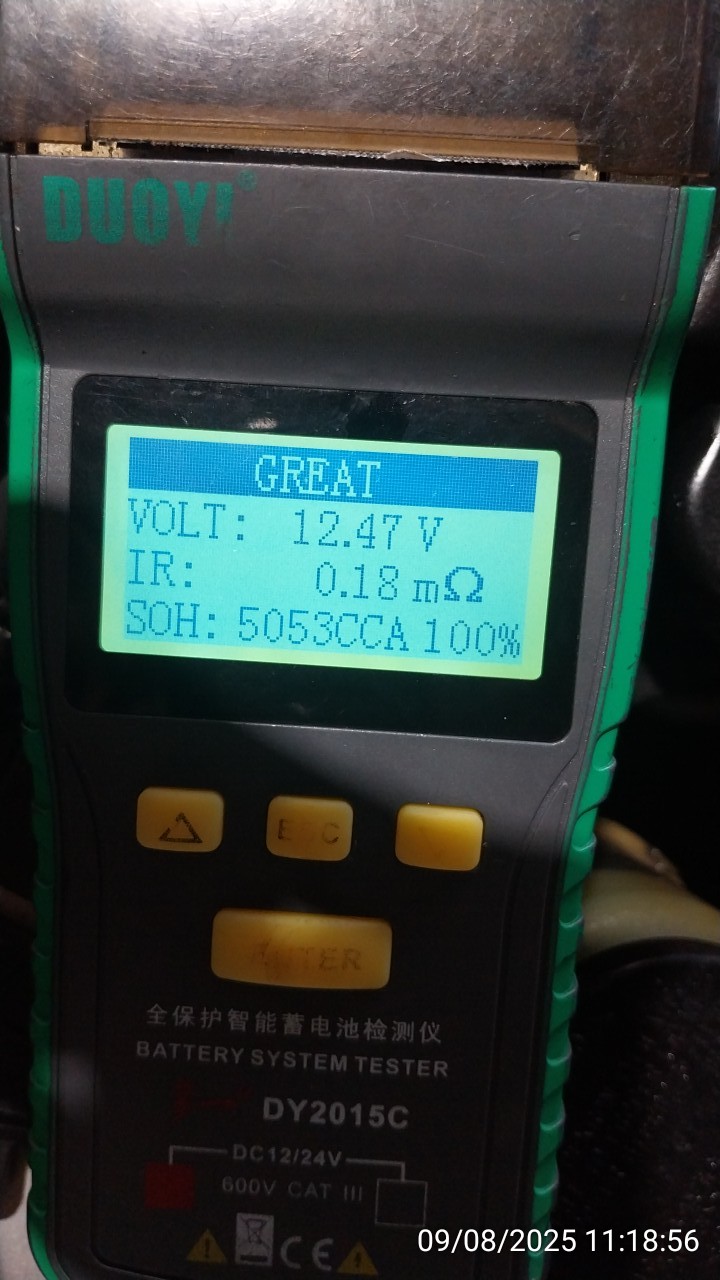 DUOYI®
GREAT
VOLT: 12.47 V
IR: 0.18 mΩ
SOH: 5053CCA 100%
ESC
ENTER
全保护智能蓄电池检测仪
BATTERY SYSTEM TESTER
DY2015C
DC12/24V
600V CAT III
CE
09/08/2025 11:18:56